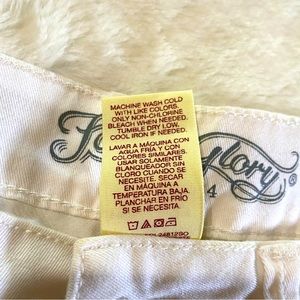 MACHINE WASH COLD
WITH LIKE COLORS.
ONLY NON-CHLORINE
BLEACH WHEN NEEDED.
TUMBLE DRY LOW.
COOL IRON IF NEEDED.
LAVAR A MÁQUINA CON
AGUA FRÍA Y CON
COLORES SIMILARES.
USAR SOLAMENTE
BLANQUEADOR SIN
CLORO CUANDO SE
NECESITE. SECAR
EN MÁQUINA A
TEMPERATURA BAJA.
PLANCHAR EN FRÍO
SI SE NECESITA.
glory
4